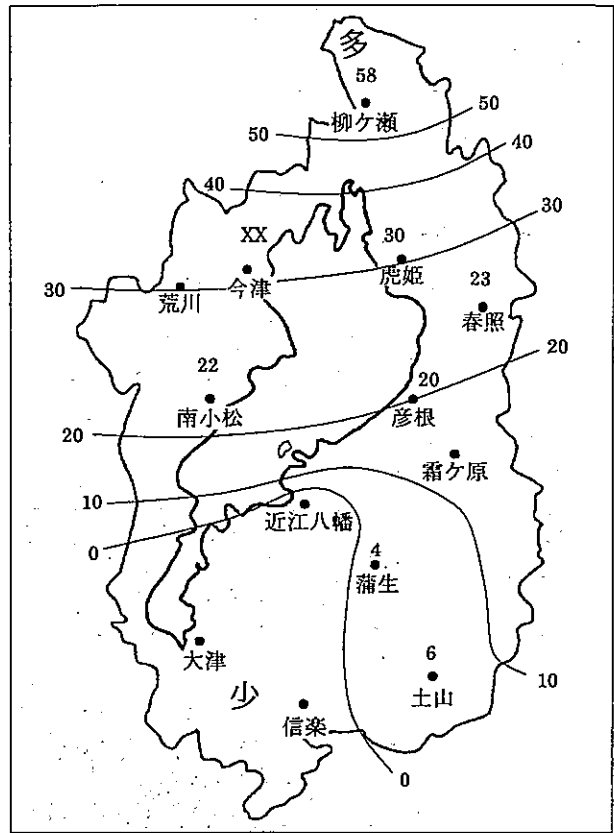 多
58
柳ケ瀬
50
50
40
40
30
XX
30
虎姫
今津
30
荒川
23
春照
22
南小松
20
20
彦根
20
霜ケ原
10
近江八幡
0
4
蒲生
大津
6
土山
10
少
信楽
0